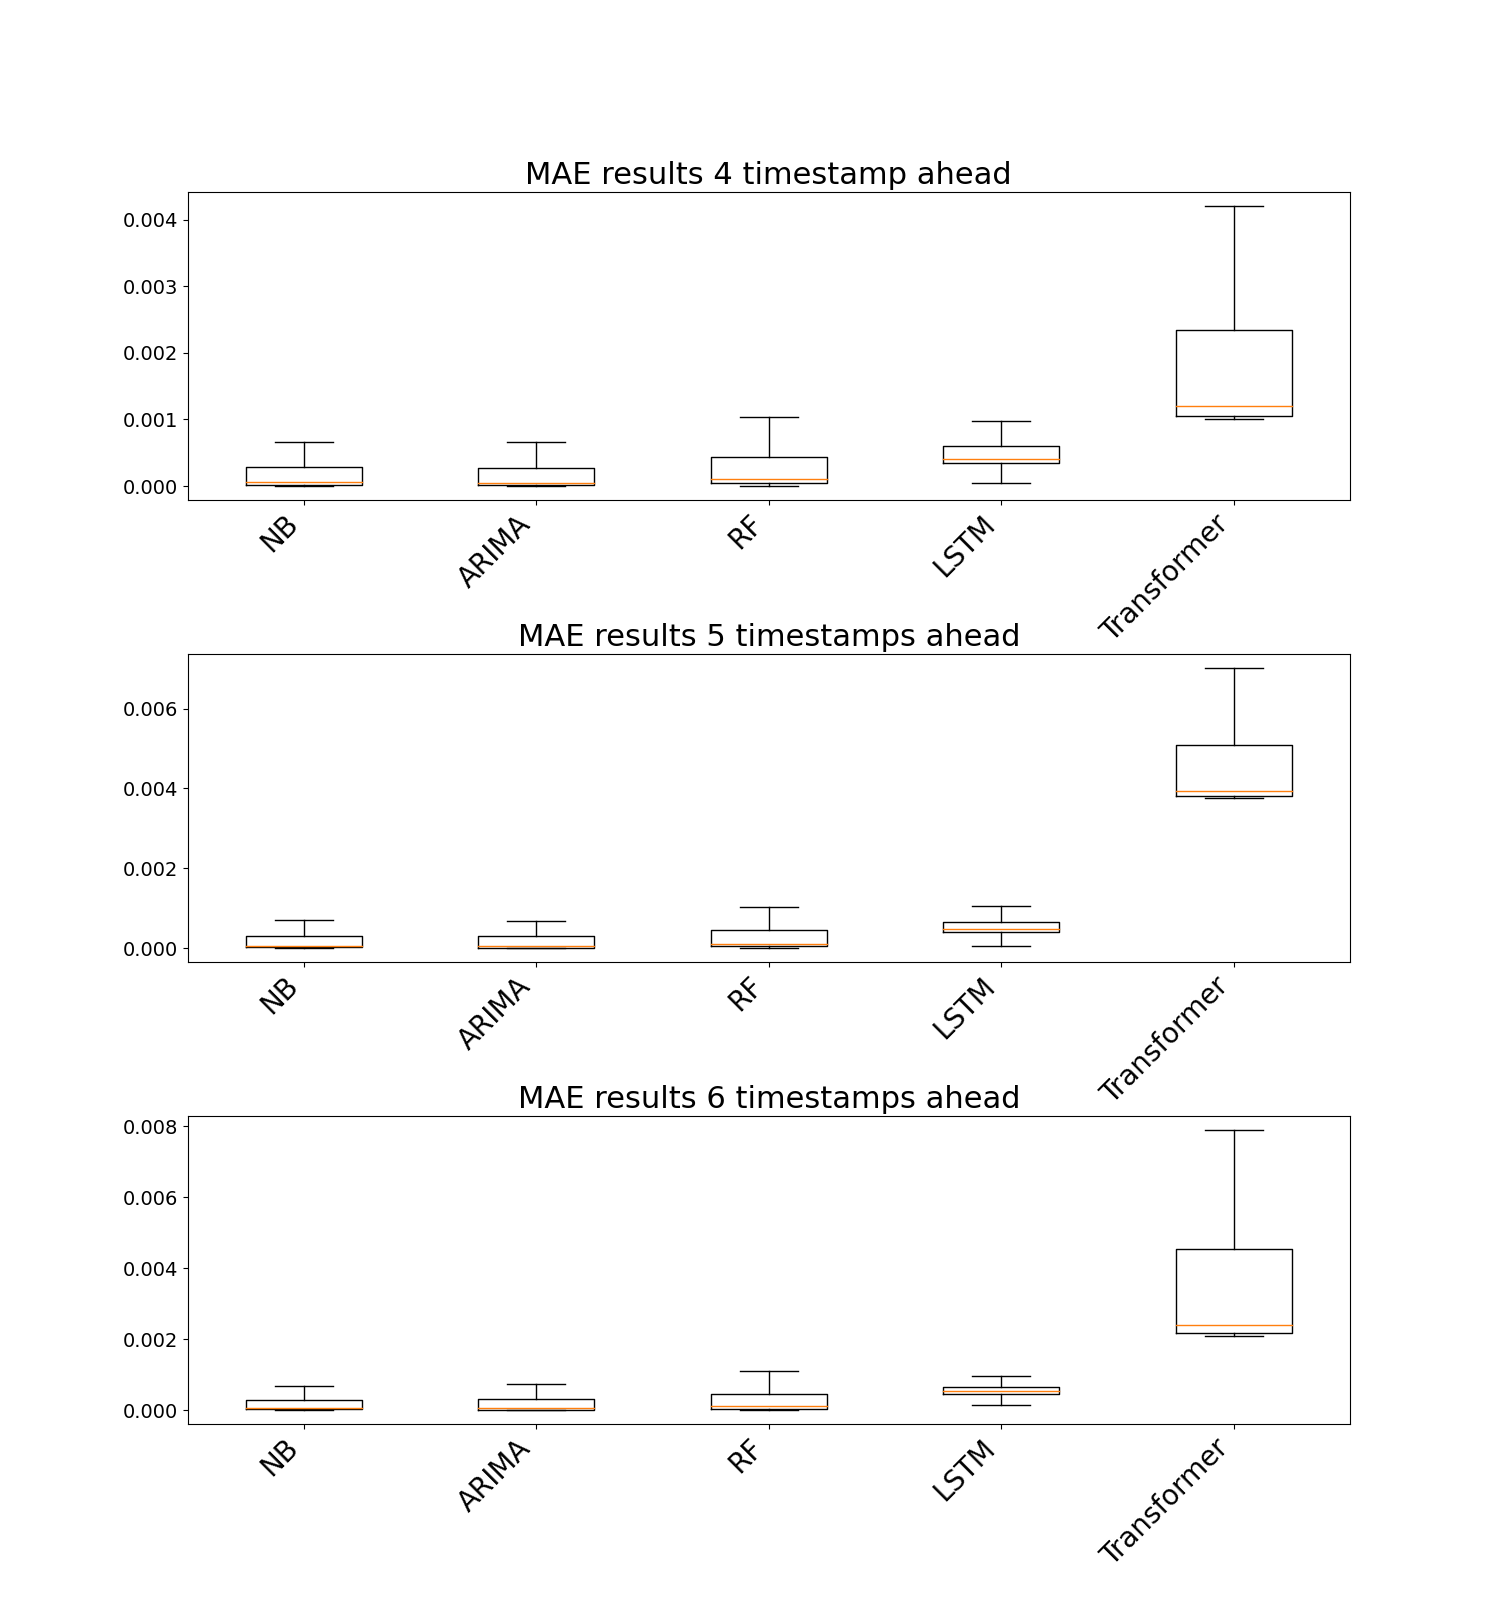 MAE results 4 timestamp ahead
0.004
0.003
0.002
0.001
0.000
NB
ARIMA
RF
LSTM
Transformer
MAE results 5 timestamps ahead
0.006
0.004
0.002
0.000
NB
ARIMA
RF
LSTM
Transformer
MAE results 6 timestamps ahead
0.008
0.006
0.004
0.002
0.000
NB
ARIMA
RF
LSTM
Transformer